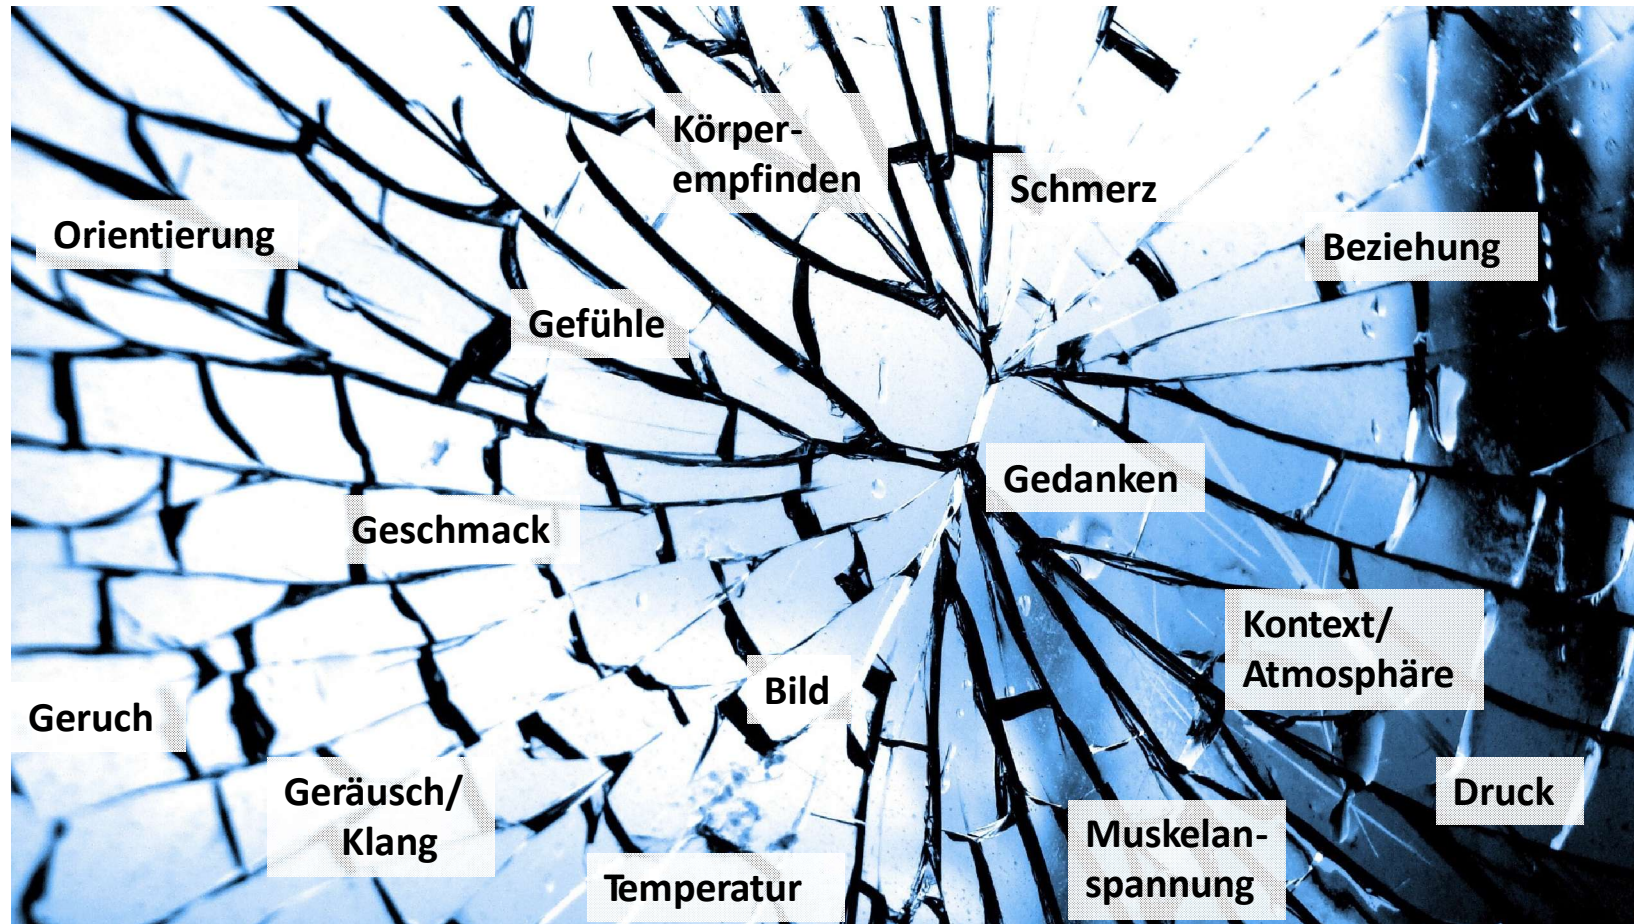 Körper-
empfinden
Schmerz
Orientierung
Beziehung
Gefühle
Gedanken
Geschmack
Kontext/
Atmosphäre
Bild
Geruch
Geräusch/
Klang
Druck
Muskelan-
spannung
Temperatur